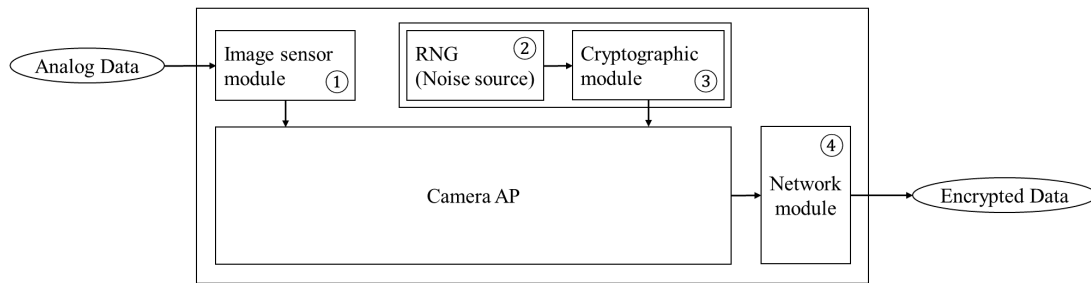 Analog Data
Image sensor
module
①
RNG
(Noise source)
②
Cryptographic
module
③
Camera AP
④
Network
module
Encrypted Data